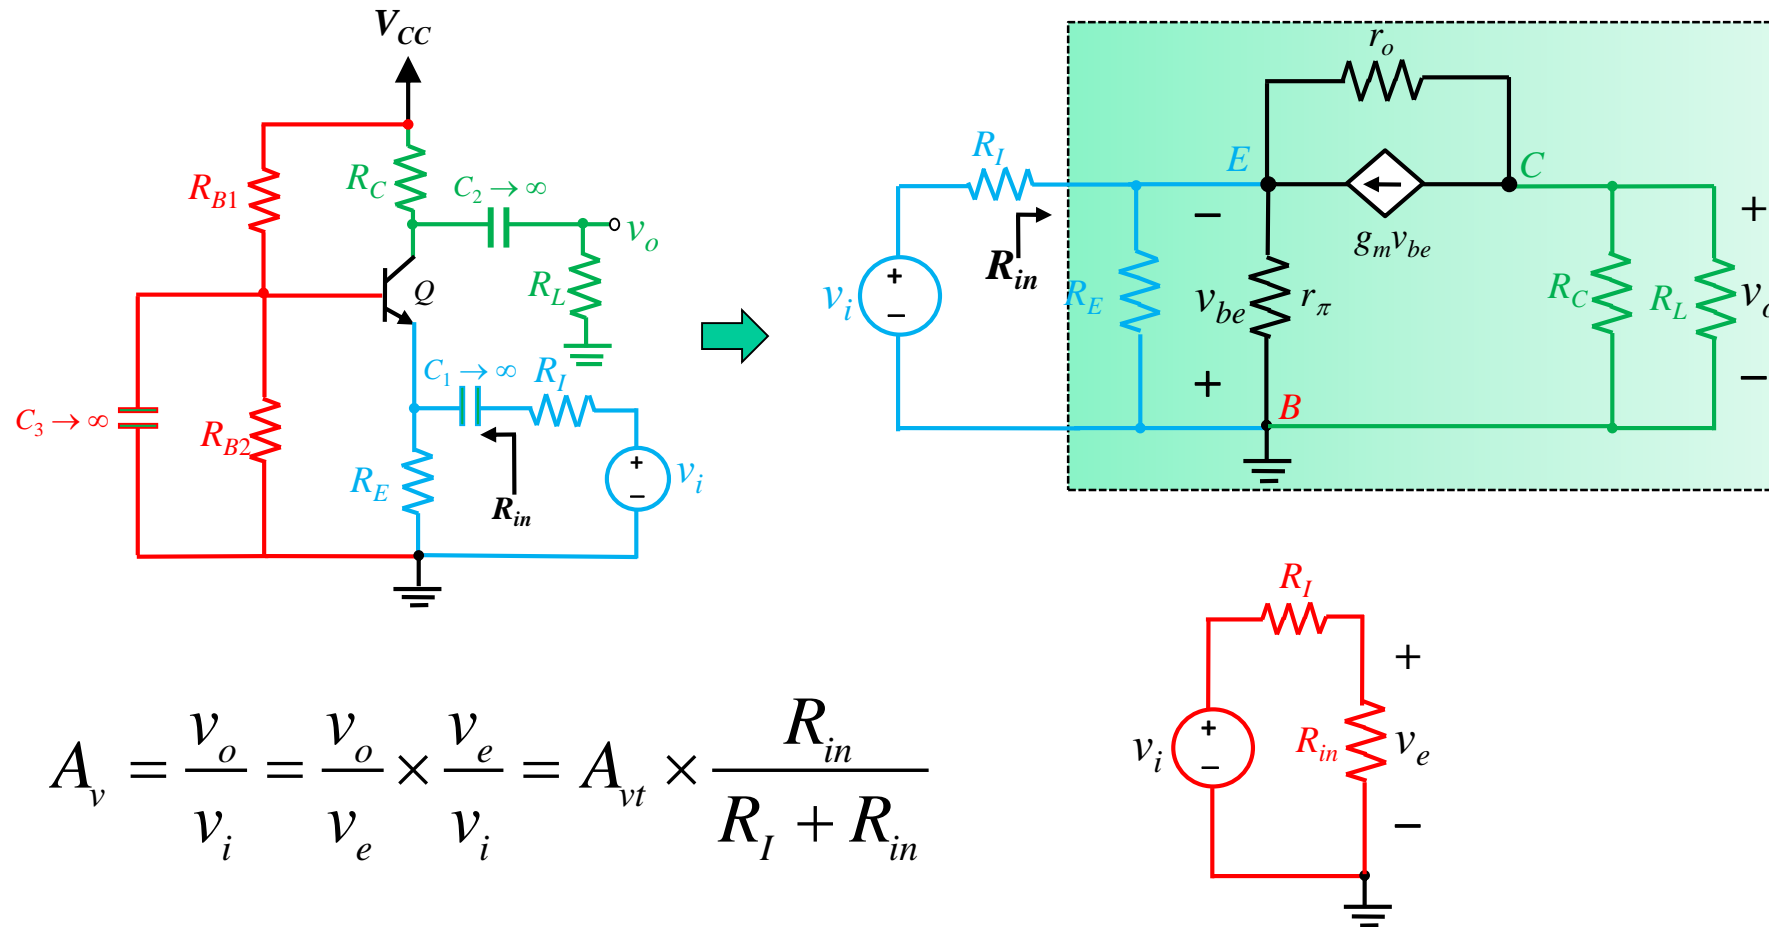 V_CC
R_B1
R_C
C_2 → ∞
v_o
Q
R_L
C_1 → ∞
R_I
C_3 → ∞
R_B2
R_E
R_in
+
−
v_i
r_o
R_I
E
C
−
g_m v_be
+
R_in
v_i
+
−
R_E
v_be
r_π
R_C
R_L
v_o
+
B
−
R_I
+
v_i
+
−
R_in
v_e
−
A_v = v_o / v_i = v_o / v_e × v_e / v_i = A_vt × R_in / (R_I + R_in)